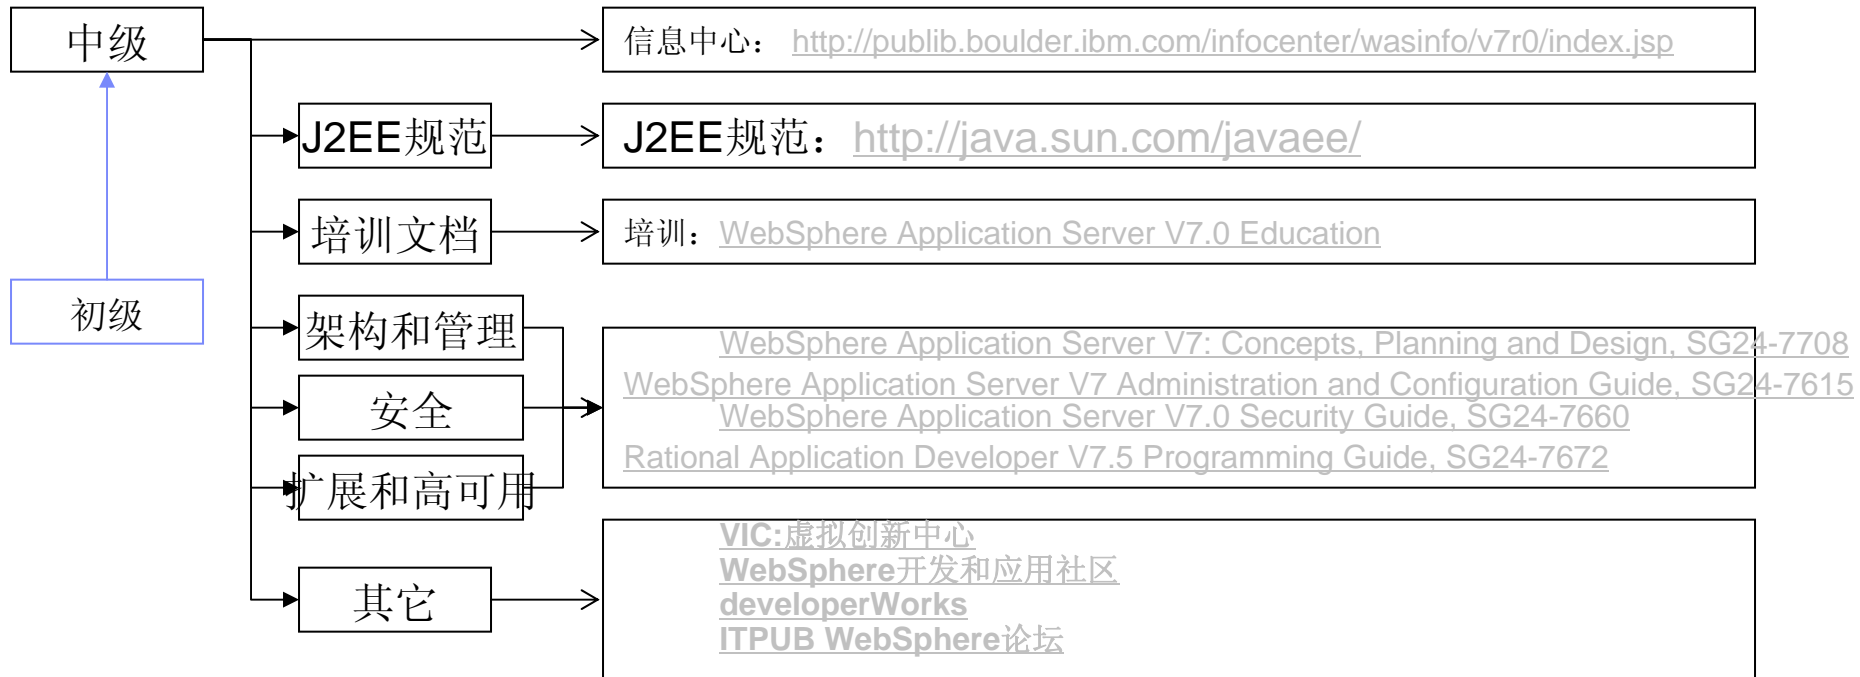 中级
信息中心： http://publib.boulder.ibm.com/infocenter/wasinfo/v7r0/index.jsp
J2EE规范
J2EE规范：http://java.sun.com/javaee/
培训文档
培训：WebSphere Application Server V7.0 Education
初级
架构和管理
WebSphere Application Server V7: Concepts, Planning and Design, SG24-7708
WebSphere Application Server V7 Administration and Configuration Guide, SG24-7615
安全
WebSphere Application Server V7.0 Security Guide, SG24-7660
Rational Application Developer V7.5 Programming Guide, SG24-7672
扩展和高可用
VIC:虚拟创新中心
WebSphere开发和应用社区
其它
developerWorks
ITPUB WebSphere论坛